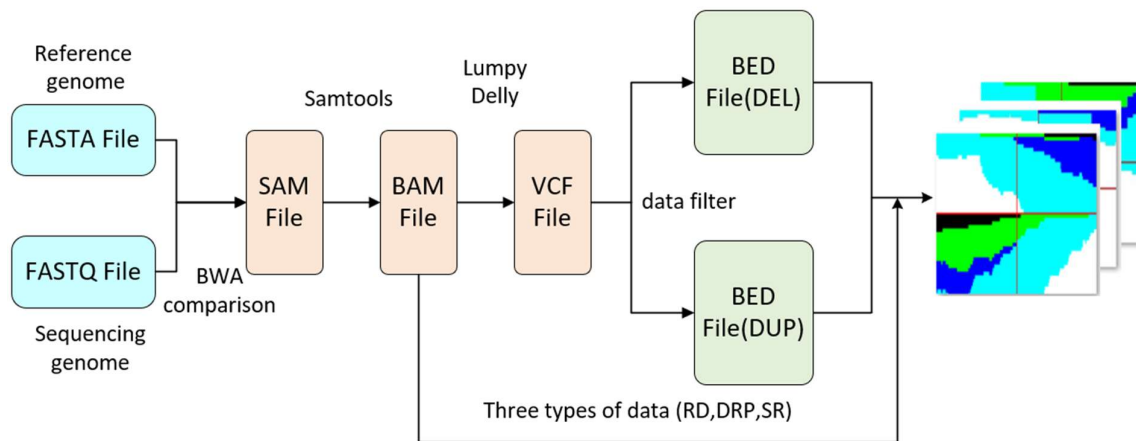 Reference
genome
FASTA File
FASTQ File
Sequencing
genome
BWA
comparison
SAM
File
Samtools
BAM
File
Lumpy
Delly
VCF
File
data filter
BED
File(DEL)
BED
File(DUP)
Three types of data (RD,DRP,SR)